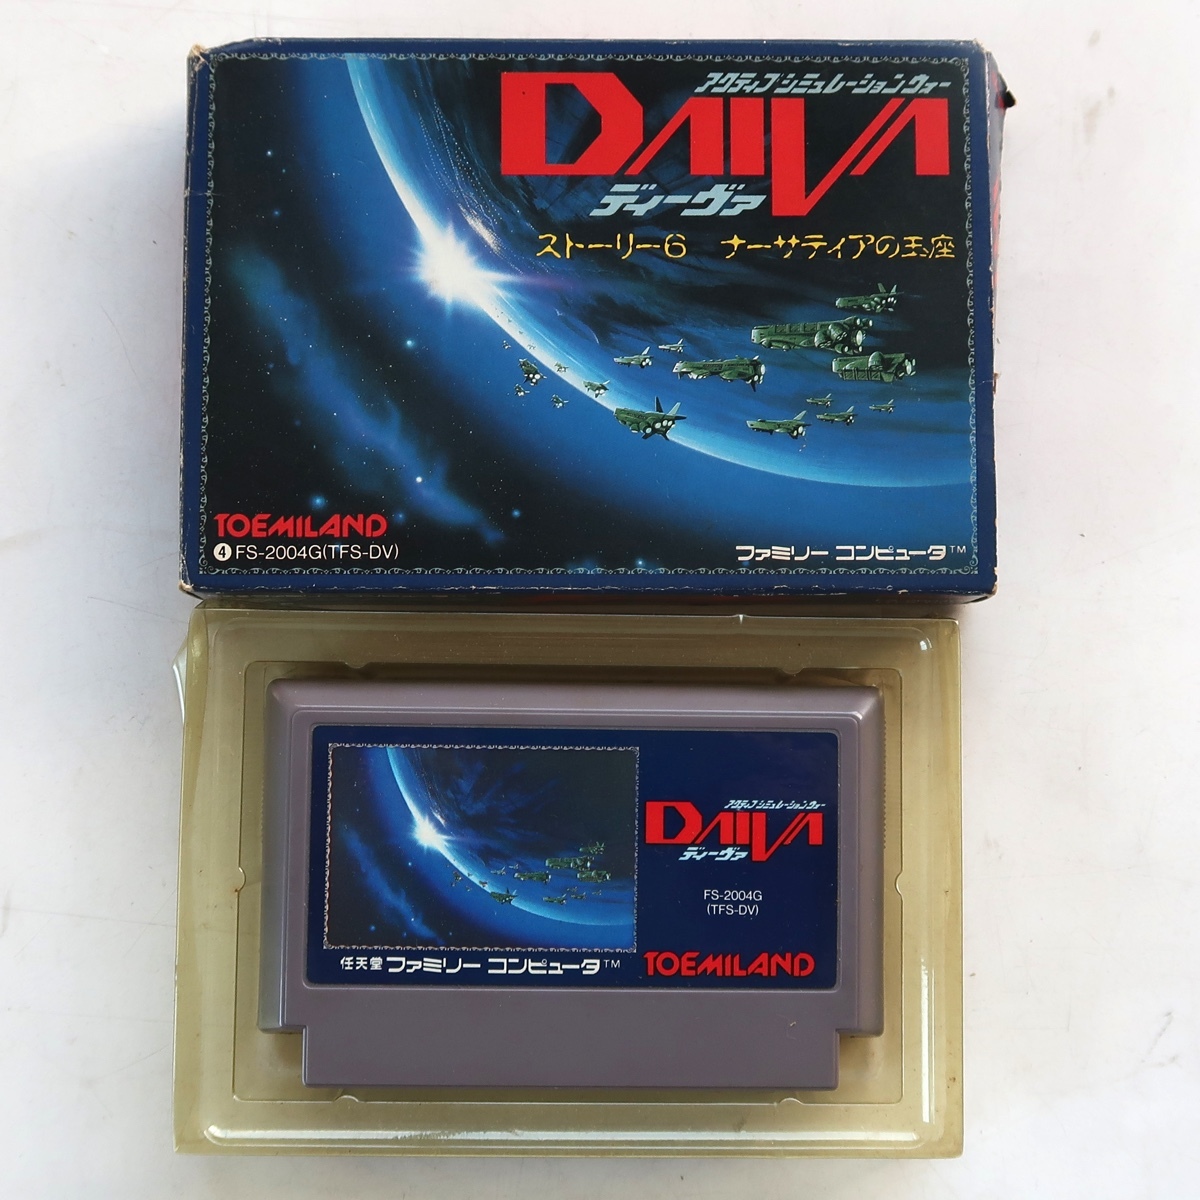 アクティブシミュレーションウォー
DAIVA
ディーヴァ
ストーリー6 ナーサティアの玉座
TOEMILAND
4 FS-2004G(TFS-DV)
ファミリー コンピュータ™
アクティブシミュレーションウォー
DAIVA
ディーヴァ
FS-2004G
(TFS-DV)
任天堂 ファミリー コンピュータ™
TOEMILAND